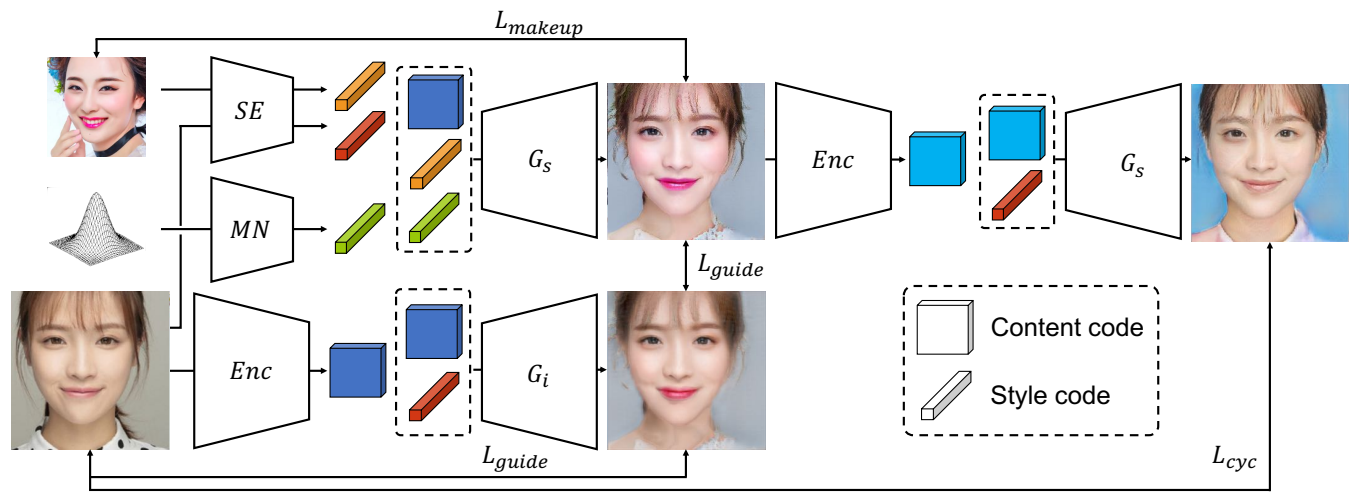 L_makeup
SE
G_s
Enc
G_s
MN
L_guide
Enc
G_i
Content code
Style code
L_guide
L_cyc